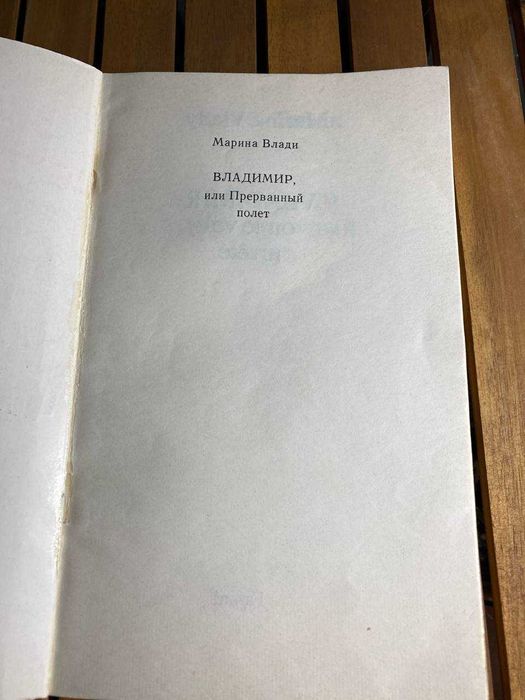 Марина Влади
ВЛАДИМИР,
или Прерванный
полет